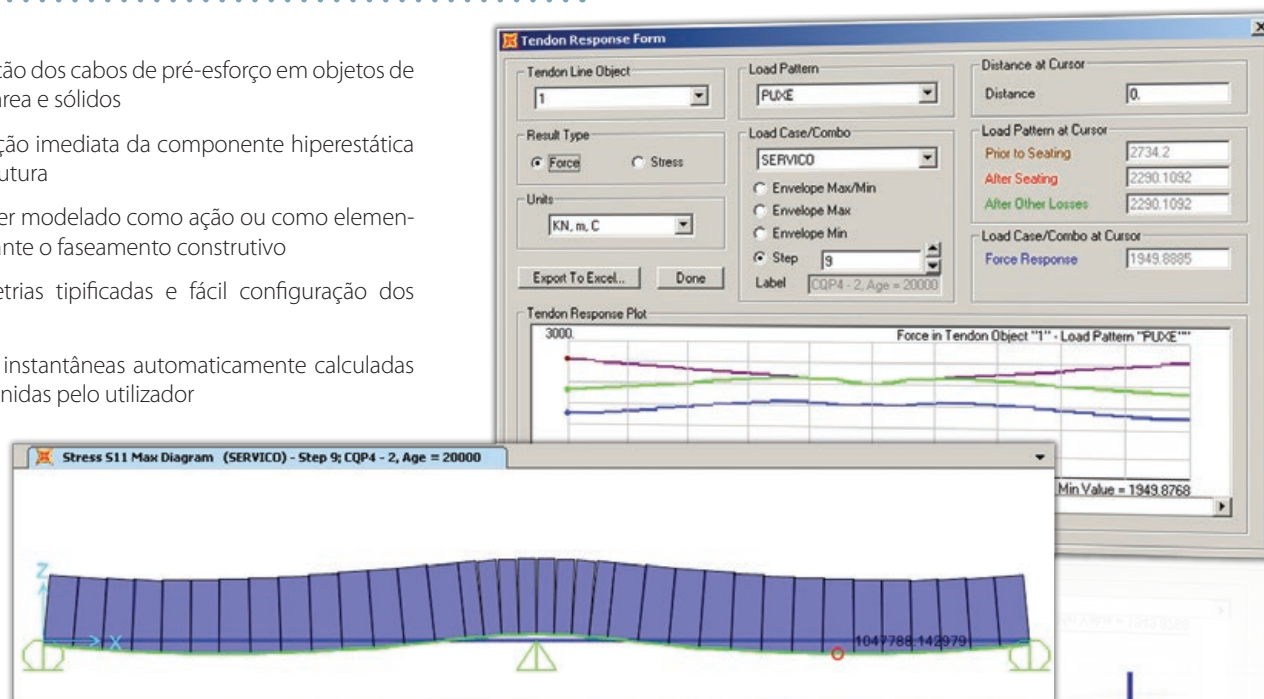 ção dos cabos de pré-esforço em objetos de
área e sólidos
ção imediata da componente hiperestática
utura
er modelado como ação ou como elemen-
ante o faseamento construtivo
etrias tipificadas e fácil configuração dos
instantâneas automaticamente calculadas
nidas pelo utilizador
Tendon Response Form
Tendon Line Object
1
Result Type
Force
Stress
Units
KN, m, C
Export To Excel...
Done
Load Pattern
PUXE
Load Case/Combo
SERVICO
Envelope Max/Min
Envelope Max
Envelope Min
Step
9
Label
CQP4 - 2, Age = 20000
Distance at Cursor
Distance
0.
Load Pattern at Cursor
Prior to Seating
2734.2
After Seating
2290.1092
After Other Losses
2290.1092
Load Case/Combo at Cursor
Force Response
1949.8885
Tendon Response Plot
3000.
Force in Tendon Object "1" - Load Pattern "PUXE""
Min Value = 1949.8768
Stress S11 Max Diagram (SERVICO) - Step 9; CQP4 - 2, Age = 20000
Z
X
1047788.142979